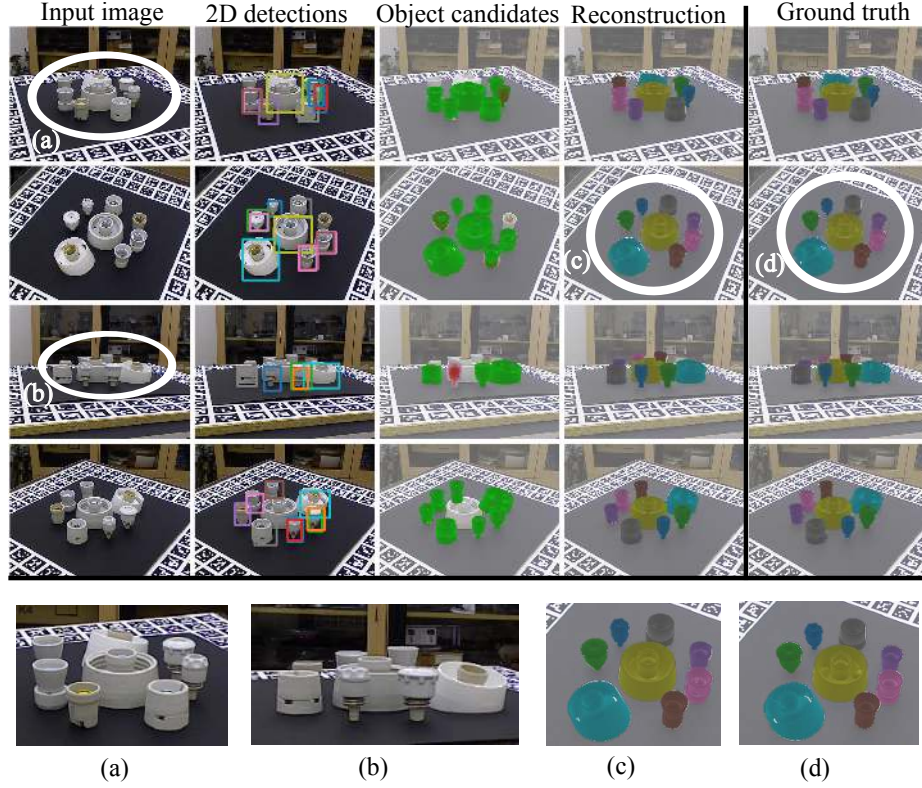 Input image 2D detections Object candidates Reconstruction Ground truth
(a)
(c) (d)
(b)
(a) (b) (c) (d)